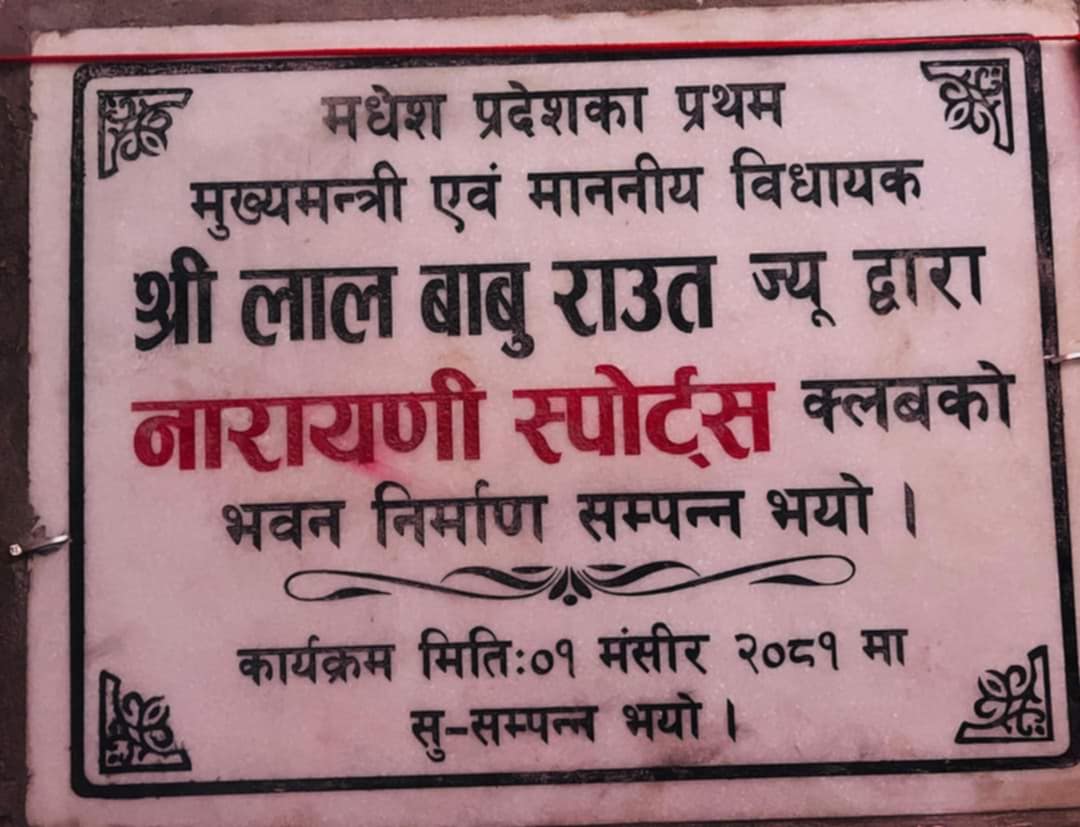 मधेश प्रदेशका प्रथम
मुख्यमन्त्री एवं माननीय विधायक
श्री लाल बाबु राउत ज्यू द्वारा
नारायणी स्पोर्ट्स क्लबको
भवन निर्माण सम्पन्न भयो ।
कार्यक्रम मितिः०१ मंसीर २०८१ मा
सु-सम्पन्न भयो ।